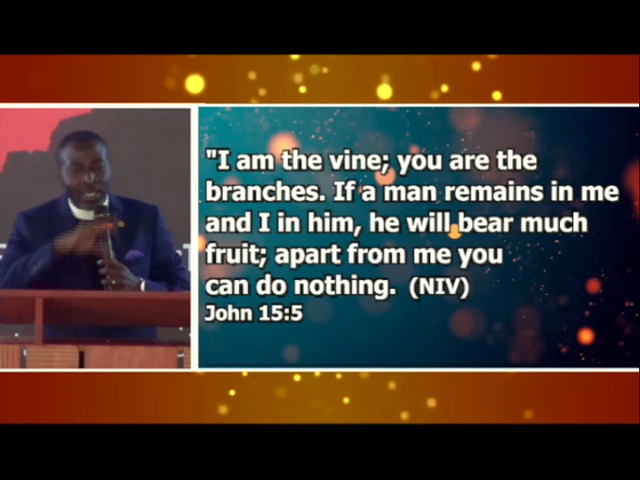 "I am the vine; you are the
branches. If a man remains in me
and I in him, he will bear much
fruit; apart from me you
can do nothing. (NIV)
John 15:5